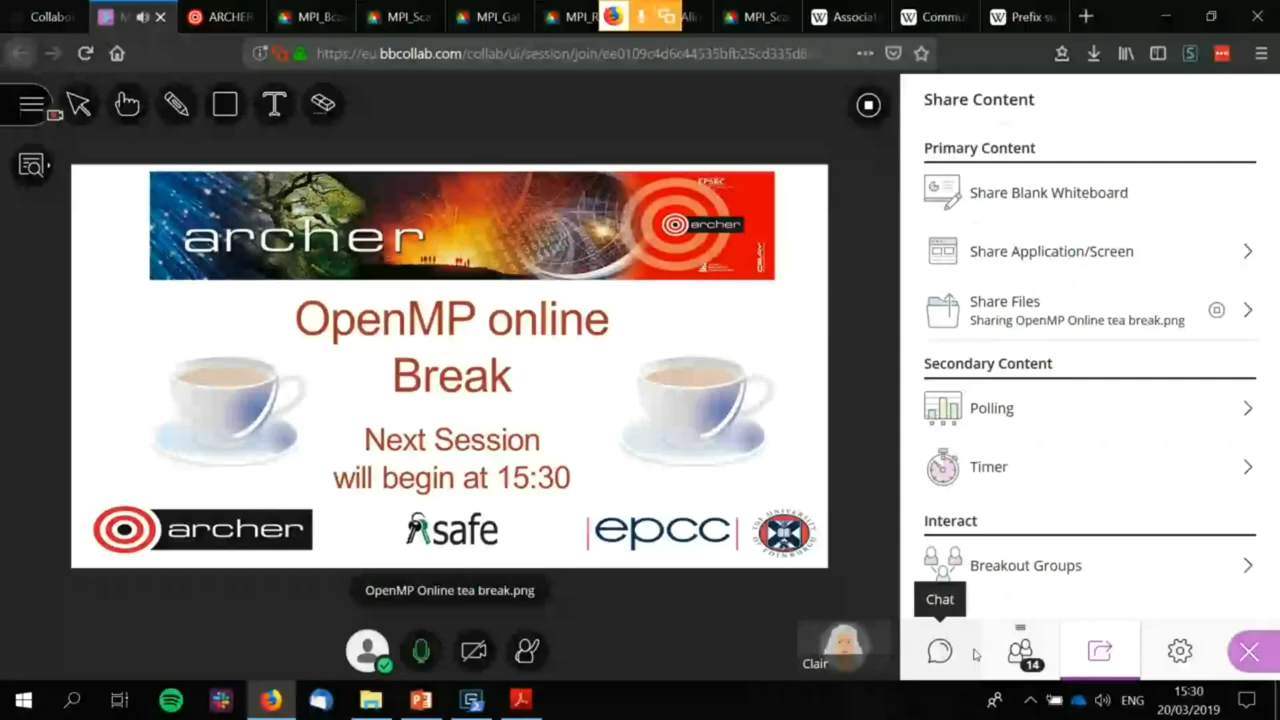 Collabo
M
ARCHER
MPI_Bca
MPI_Sca
MPI_Gat
MPI_R
MPI_Sca
Associat
Commu
Prefix su
https://eu.bbcollab.com/collab/ui/session/join/ee0109c4d6c44535bfb25cd335d8
Share Content
Primary Content
Share Blank Whiteboard
Share Application/Screen
Share Files
Sharing OpenMP Online tea break.png
Secondary Content
Polling
Timer
Interact
Breakout Groups
Chat
14
archer
EPSRC
archer
OpenMP online
Break
Next Session
will begin at 15:30
archer
safe
|epcc|
OpenMP Online tea break.png
Clair
ENG
15:30
20/03/2019